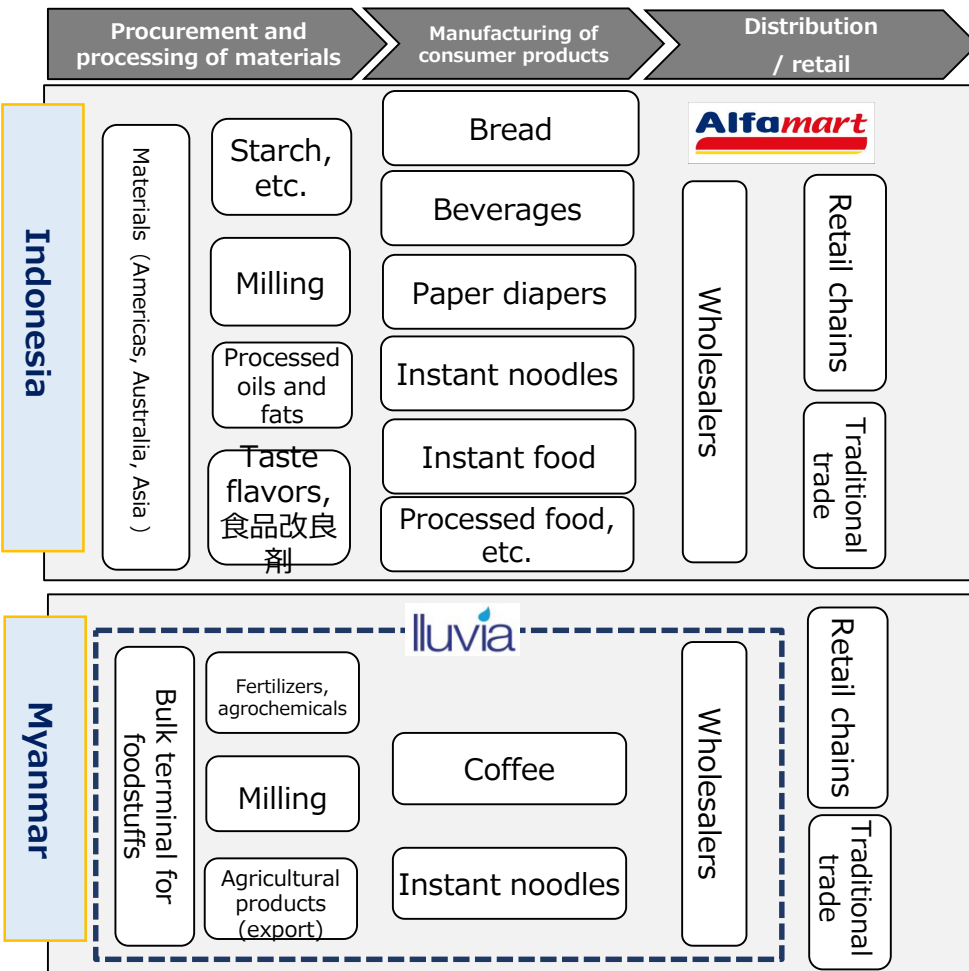 Procurement and
processing of materials
Manufacturing of
consumer products
Distribution
/ retail
Indonesia
Materials (Americas, Australia, Asia )
Starch,
etc.
Milling
Processed
oils and
fats
Taste
flavors,
食品改良
剤
Bread
Beverages
Paper diapers
Instant noodles
Instant food
Processed food,
etc.
Alfamart
Wholesalers
Retail chains
Traditional
trade
Myanmar
lluvia
Bulk terminal for
foodstuffs
Fertilizers,
agrochemicals
Milling
Agricultural
products
(export)
Coffee
Instant noodles
Wholesalers
Retail chains
Traditional
trade